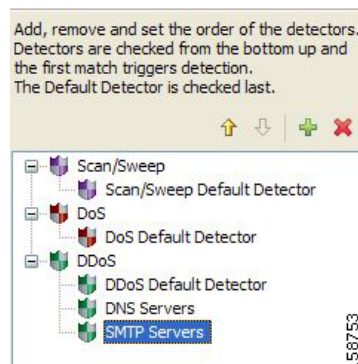 Add, remove and set the order of the detectors.
Detectors are checked from the bottom up and
the first match triggers detection.
The Default Detector is checked last.
Scan/Sweep
Scan/Sweep Default Detector
DoS
DoS Default Detector
DDoS
DDoS Default Detector
DNS Servers
SMTP Servers